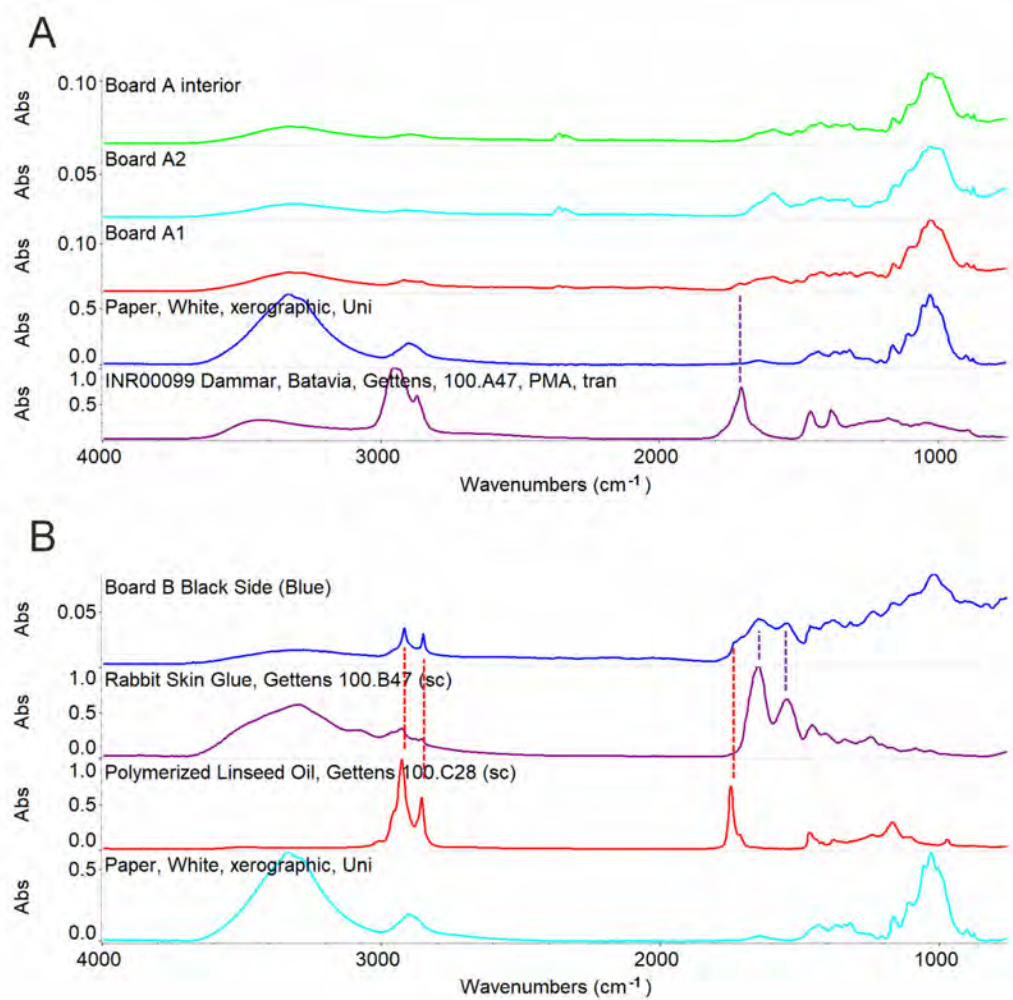 A
Abs 0.10 Board A interior
Abs 0.05 Board A2
Abs 0.10 Board A1
Abs 0.5 0.0 Paper, White, xerographic, Uni
Abs 1.0 0.5 INR00099 Dammar, Batavia, Gettens, 100.A47, PMA, tran
4000 3000 2000 1000
Wavenumbers (cm-1 )
B
Abs 0.05 Board B Black Side (Blue)
Abs 1.0 0.5 0.0 Rabbit Skin Glue, Gettens 100.B47 (sc)
Abs 1.0 0.5 0.0 Polymerized Linseed Oil, Gettens 100.C28 (sc)
Abs 0.5 0.0 Paper, White, xerographic, Uni
4000 3000 2000 1000
Wavenumbers (cm-1 )